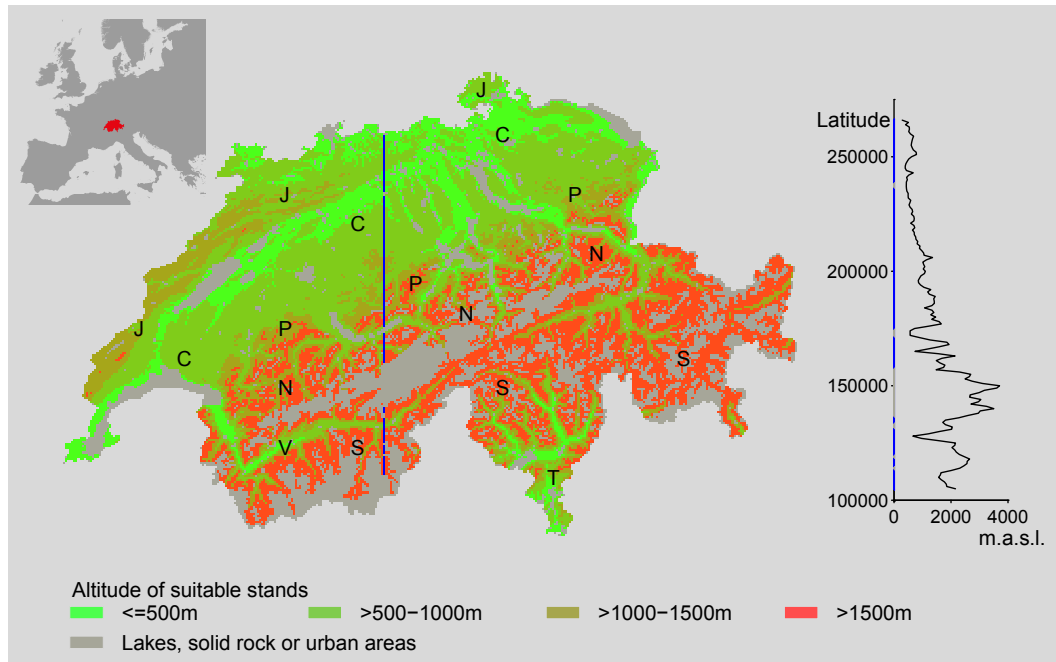 J
C
J
P
C
N
P
N
J
P
C
S
S
N
V
S
T
Latitude
250000
200000
150000
100000
0 2000 4000
m.a.s.l.
Altitude of suitable stands
<=500m >500−1000m >1000−1500m >1500m
Lakes, solid rock or urban areas